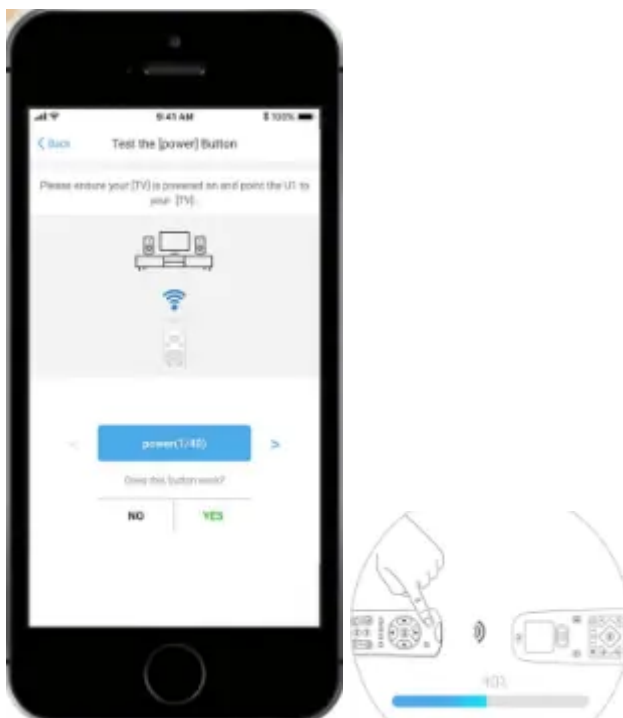 9:41 AM
100%
Back
Test the [power] Button
Please ensure your [TV] is powered on and point the U1 to
your [TV].
power(1/40)
>
Does this button work?
NO
YES